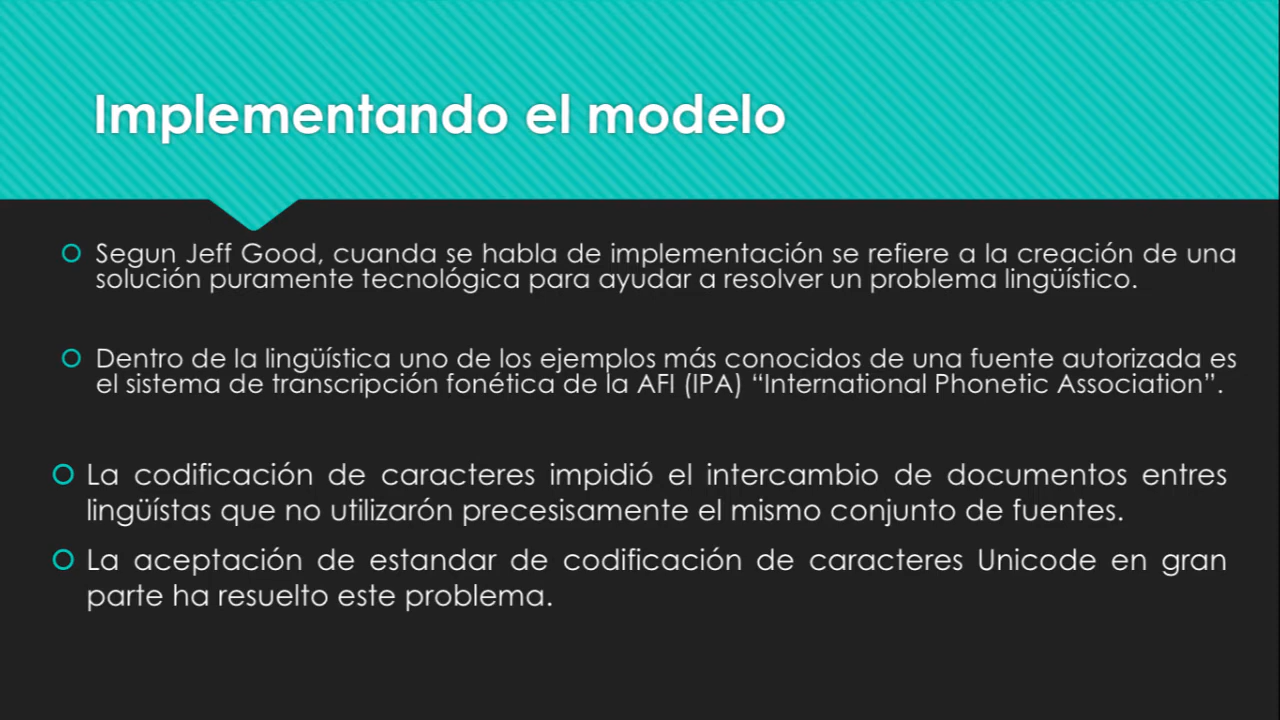 Implementando el modelo
Segun Jeff Good, cuanda se habla de implementación se refiere a la creación de una
solución puramente tecnológica para ayudar a resolver un problema lingüístico.
Dentro de la lingüística uno de los ejemplos más conocidos de una fuente autorizada es
el sistema de transcripción fonética de la AFI (IPA) “International Phonetic Association”.
La codificación de caracteres impidió el intercambio de documentos entres
lingüístas que no utilizarón precesisamente el mismo conjunto de fuentes.
La aceptación de estandar de codificación de caracteres Unicode en gran
parte ha resuelto este problema.